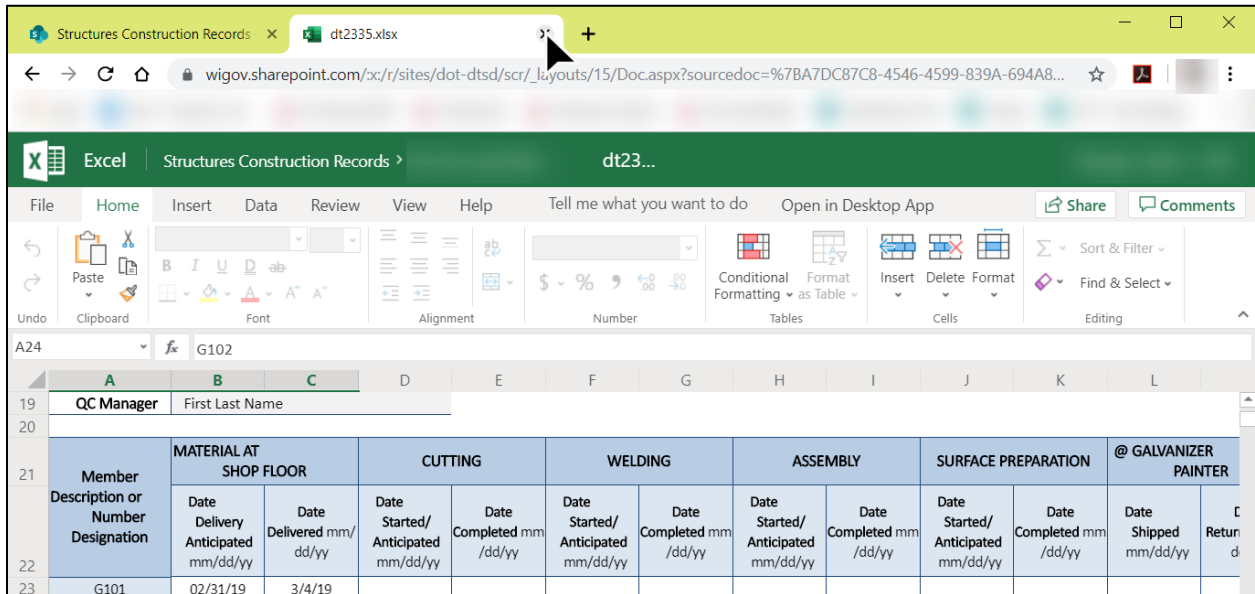 Structures Construction Records -
dt2335.xlsx
wigov.sharepoint.com/:x:/r/sites/dot-dtsd/scr/_layouts/15/Doc.aspx?sourcedoc=%7BA7DC87C8-4546-4599-839A-694A8...
Excel Structures Construction Records > dt23...
File Home Insert Data Review View Help Tell me what you want to do Open in Desktop App Share Comments
Paste
B I U D ab
ab
$ % 9
.00
Conditional Formatting
Format as Table
Insert Delete Format
Σ Sort & Filter
Find & Select
Undo Clipboard Font Alignment Number Tables Cells Editing
A24 fx G102
A B C D E F G H I J K L
19 QC Manager First Last Name
20
21 MATERIAL AT SHOP FLOOR CUTTING WELDING ASSEMBLY SURFACE PREPARATION @ GALVANIZER PAINTER
Member Description or Number Designation
22
Date Delivery Anticipated mm/dd/yy
Date Delivered mm/dd/yy
Date Started/ Anticipated mm/dd/yy
Date Completed mm/dd/yy
Date Started/ Anticipated mm/dd/yy
Date Completed mm/dd/yy
Date Started/ Anticipated mm/dd/yy
Date Completed mm/dd/yy
Date Started/ Anticipated mm/dd/yy
Date Completed mm/dd/yy
Date Shipped mm/dd/yy
23 G101 02/31/19 3/4/19